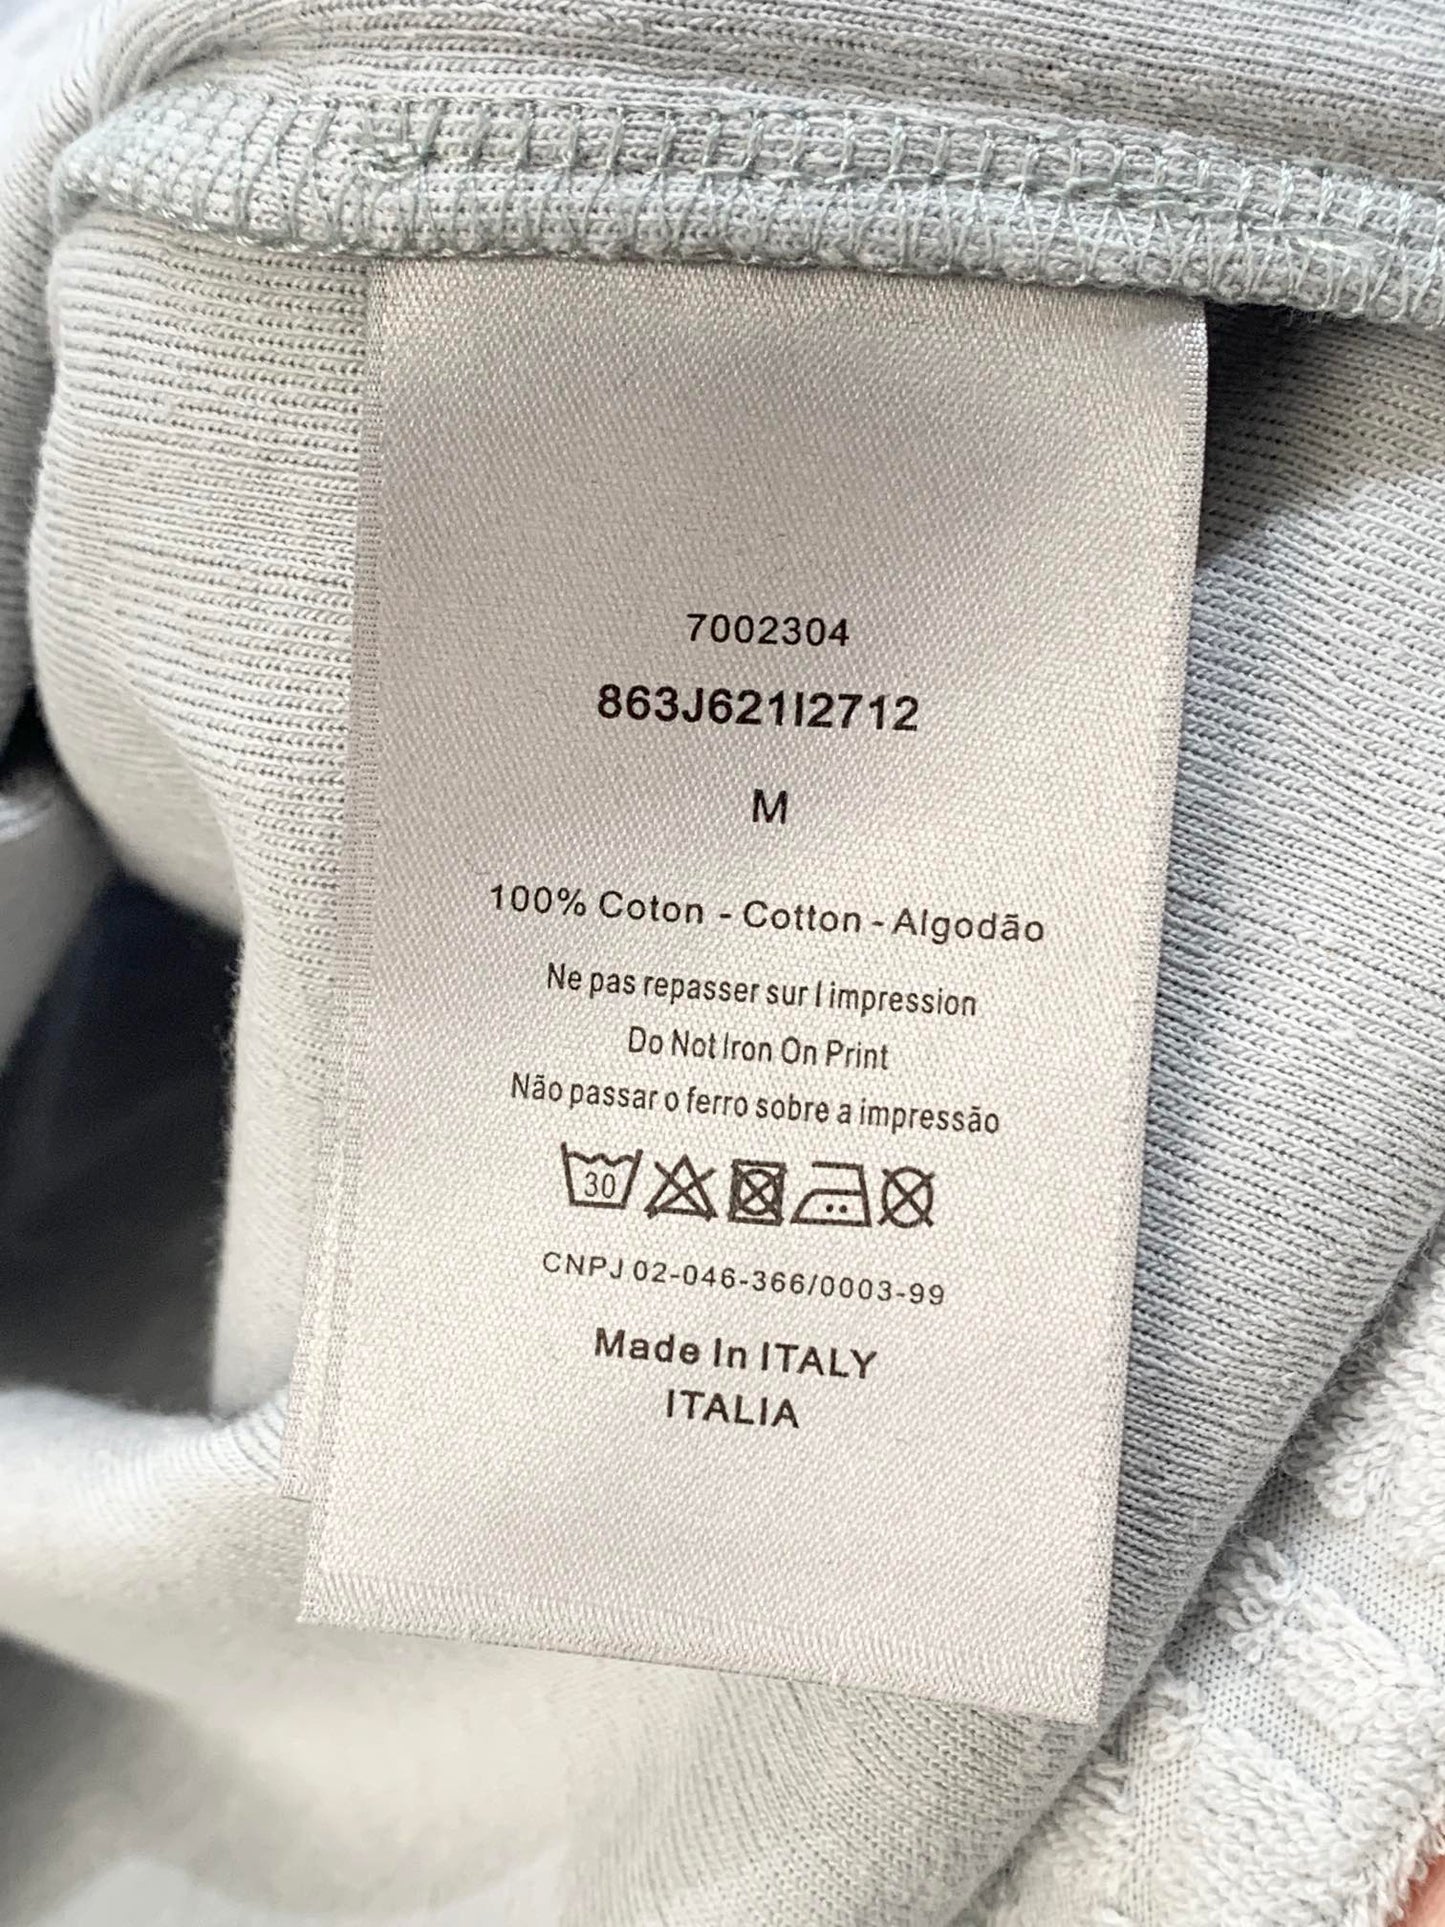 7002304
863J621I2712
M
100% Coton - Cotton - Algodão
Ne pas repasser sur l impression
Do Not Iron On Print
Não passar o ferro sobre a impressão
30
CNPJ 02-046-366/0003-99
Made In ITALY
ITALIA